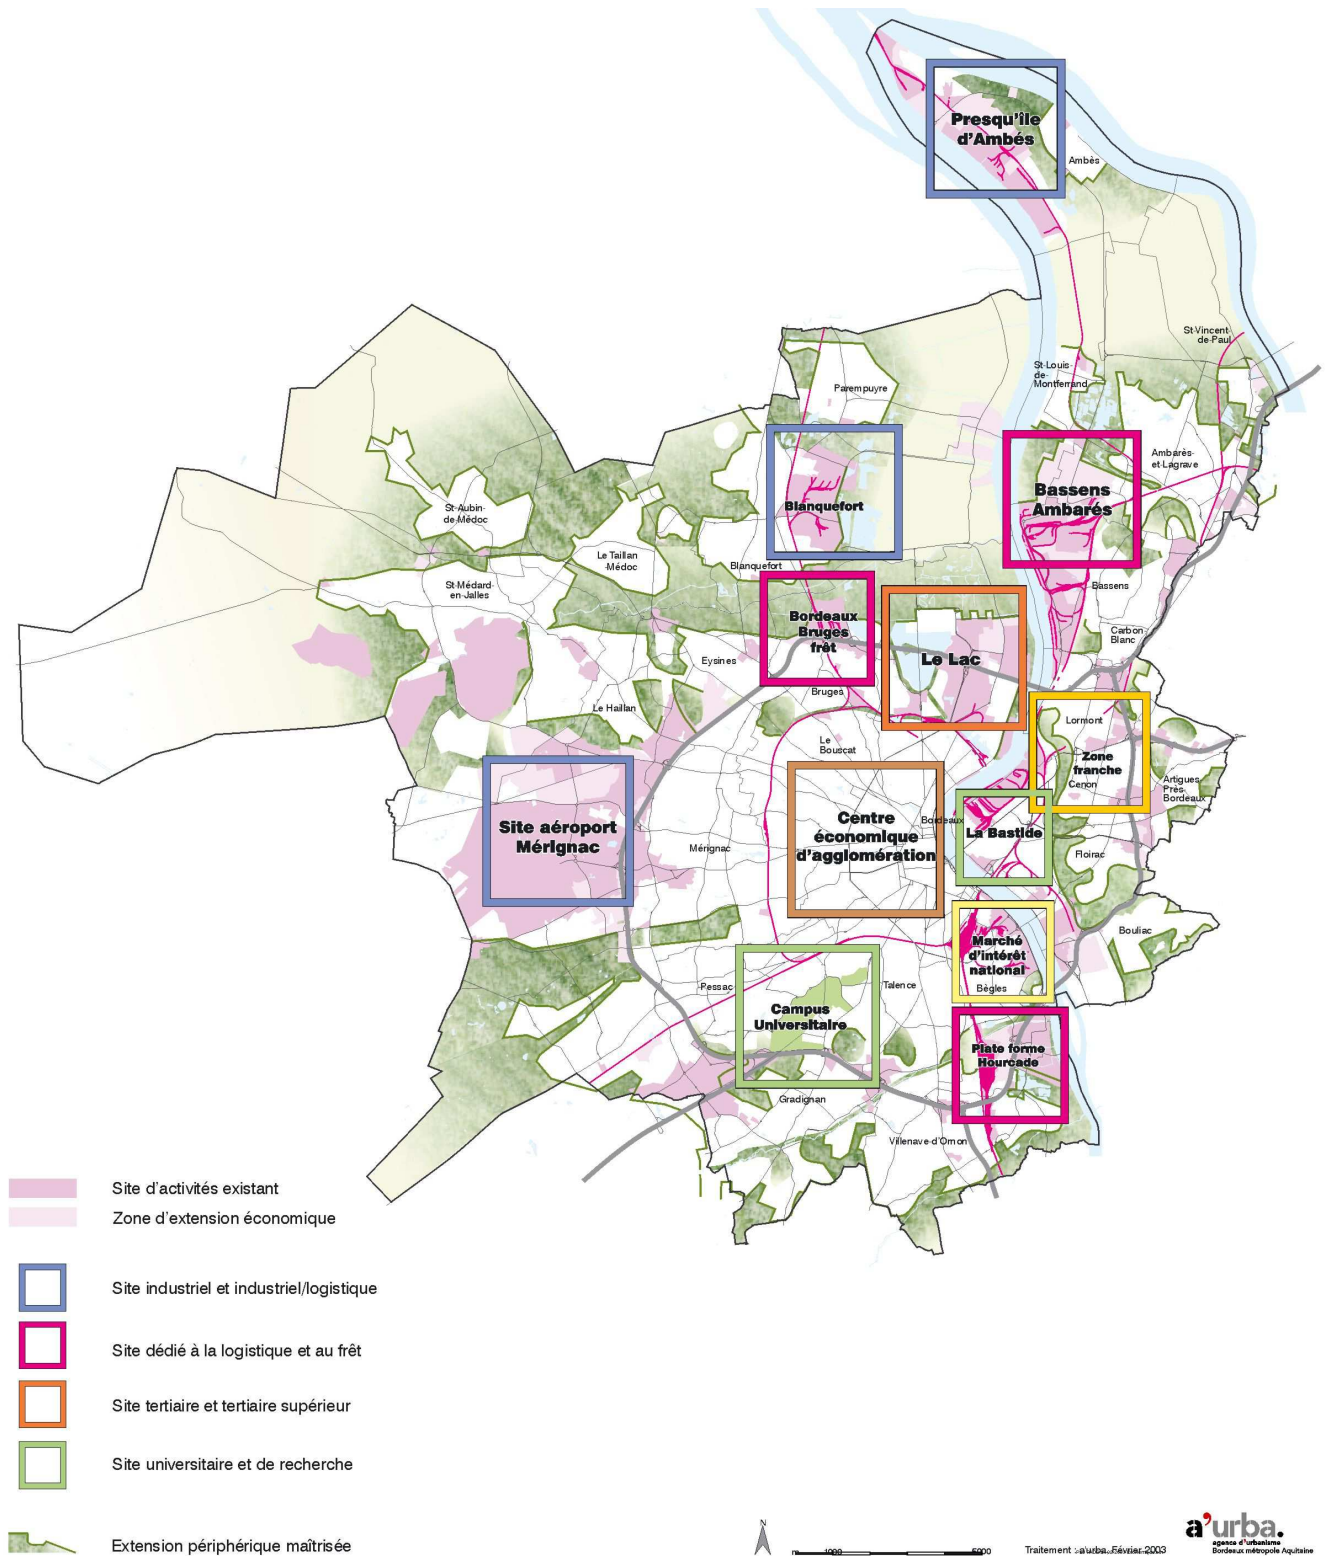 Presqu'île
d'Ambés
Ambès
St-Vincent-
de-Paul
St-Louis-
de-
Montferrand
Parempuyre
Ambarès-
et-Lagrave
Bassens
Ambarés
Blanquefort
St-Aubin-
de-Médoc
Le Taillan
-Médoc
Blanquefort
St-Médard-
en-Jalles
Bassens
Bordeaux
Bruges
frêt
Carbon-
Blanc
Le Lac
Eysines
Bruges
Le Haillan
Lormont
Le
Bouscat
Zone
franche
Cenon
Artigues-
Près-
Bordeaux
Centre
économique
d'agglomération
Bordeaux
La Bastide
Site aéroport
Mérignac
Mérignac
Floirac
Bouliac
Marché
d'intérêt
national
Bègles
Pessac
Talence
Campus
Universitaire
Plate forme
Hourcade
Gradignan
Villenave-d'Ornon
Site d'activités existant
Zone d'extension économique
Site industriel et industriel/logistique
Site dédié à la logistique et au frêt
Site tertiaire et tertiaire supérieur
Site universitaire et de recherche
Extension périphérique maîtrisée
N
m 1000 5000
Traitement : a'urba. Février 2003
a'urba.
agence d'urbanisme
Bordeaux métropole Aquitaine